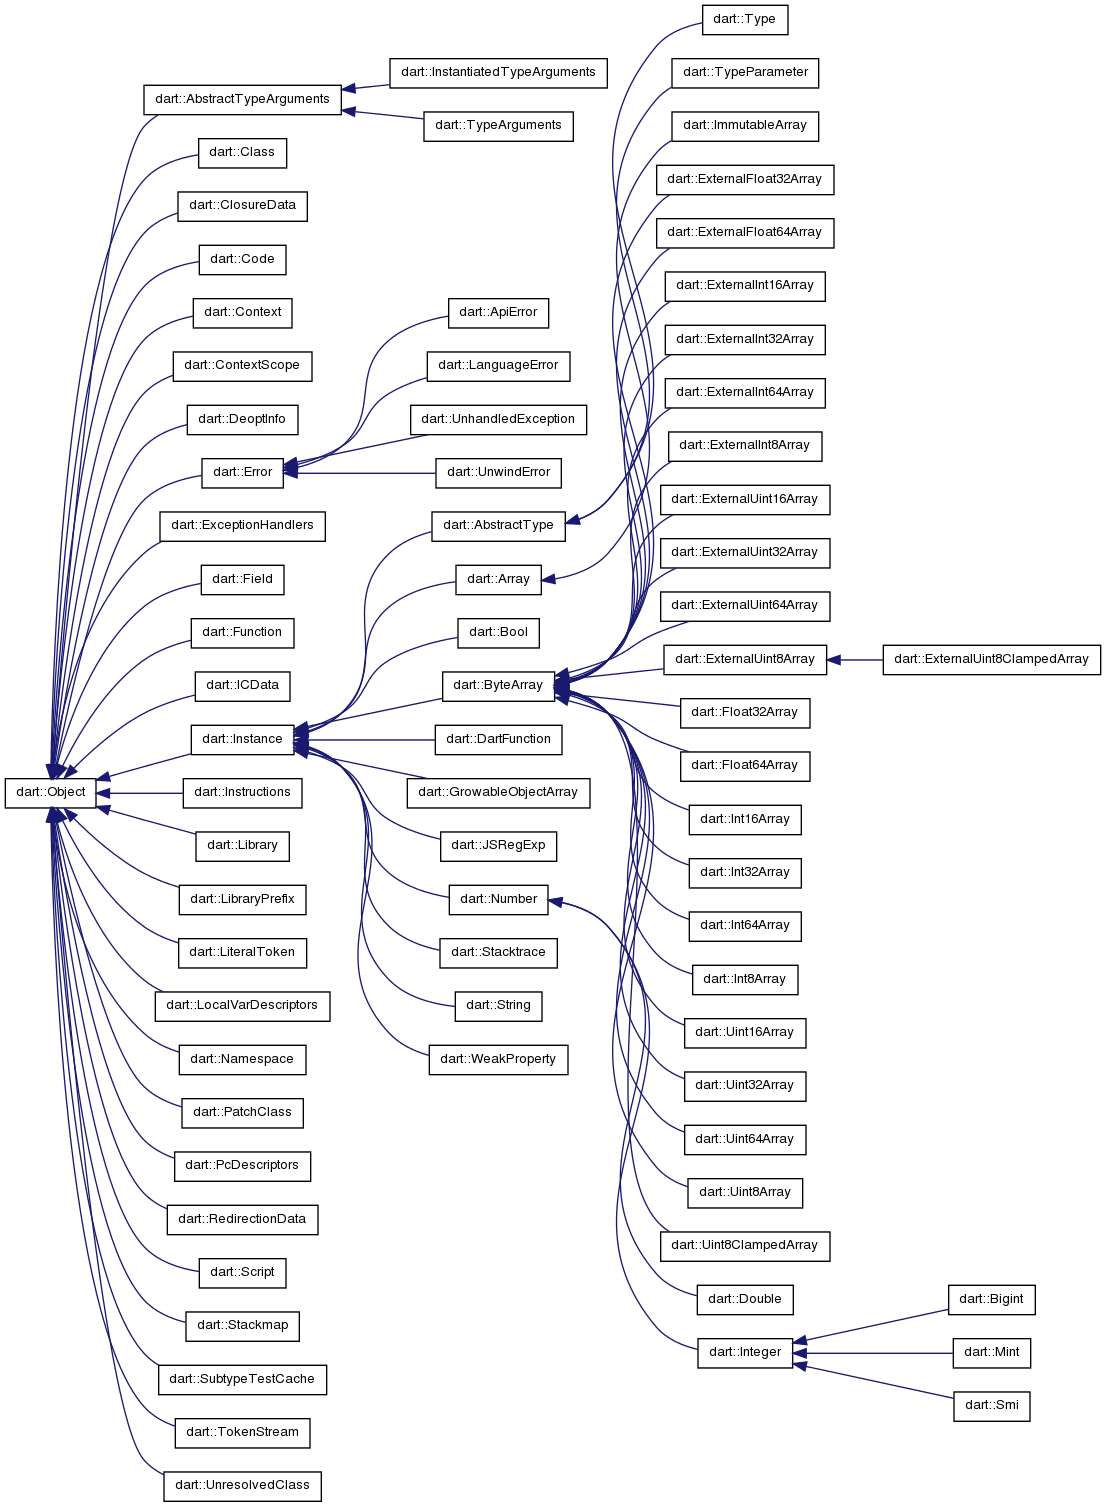 dart::Type
dart::InstantiatedTypeArguments
dart::TypeParameter
dart::AbstractTypeArguments
dart::TypeArguments
dart::ImmutableArray
dart::Class
dart::ExternalFloat32Array
dart::ClosureData
dart::ExternalFloat64Array
dart::Code
dart::ExternalInt16Array
dart::Context
dart::ApiError
dart::ExternalInt32Array
dart::ContextScope
dart::LanguageError
dart::ExternalInt64Array
dart::DeoptInfo
dart::UnhandledException
dart::ExternalInt8Array
dart::Error
dart::UnwindError
dart::ExternalUint16Array
dart::ExceptionHandlers
dart::AbstractType
dart::ExternalUint32Array
dart::Field
dart::Array
dart::ExternalUint64Array
dart::Function
dart::Bool
dart::ExternalUint8Array
dart::ExternalUint8ClampedArray
dart::ICData
dart::ByteArray
dart::Float32Array
dart::Instance
dart::DartFunction
dart::Float64Array
dart::Object
dart::Instructions
dart::GrowableObjectArray
dart::Int16Array
dart::Library
dart::JSRegExp
dart::Int32Array
dart::LibraryPrefix
dart::Number
dart::Int64Array
dart::LiteralToken
dart::Stacktrace
dart::Int8Array
dart::LocalVarDescriptors
dart::String
dart::Uint16Array
dart::Namespace
dart::WeakProperty
dart::Uint32Array
dart::PatchClass
dart::Uint64Array
dart::PcDescriptors
dart::Uint8Array
dart::RedirectionData
dart::Uint8ClampedArray
dart::Script
dart::Double
dart::Bigint
dart::Stackmap
dart::Integer
dart::Mint
dart::SubtypeTestCache
dart::Smi
dart::TokenStream
dart::UnresolvedClass